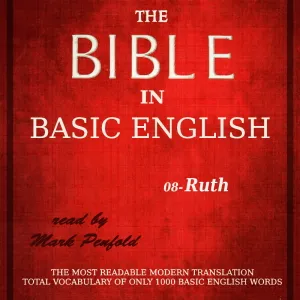 THE
BIBLE
IN
BASIC ENGLISH
08-Ruth
read by
Mark Penfold
THE MOST READABLE MODERN TRANSLATION
TOTAL VOCABULARY OF ONLY 1000 BASIC ENGLISH WORDS